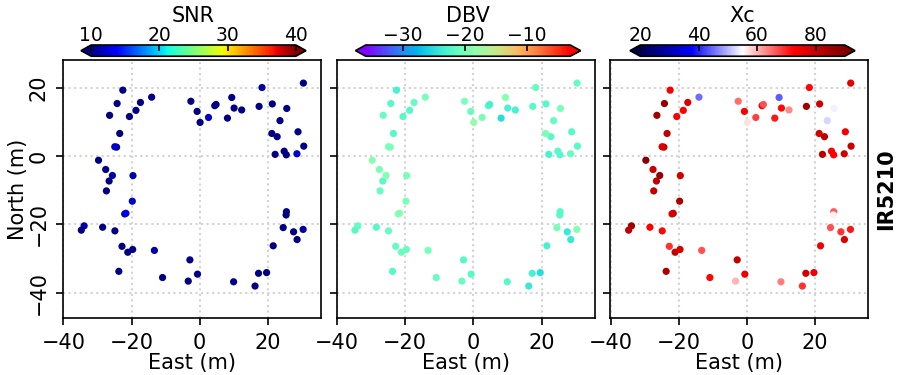 SNR DBV Xc
10 20 30 40 −30 −20 −10 20 40 60 80
20
0
−20
−40
North (m)
−40 −20 0 20 −40 −20 0 20 −40 −20 0 20
East (m) East (m) East (m)
IR5210